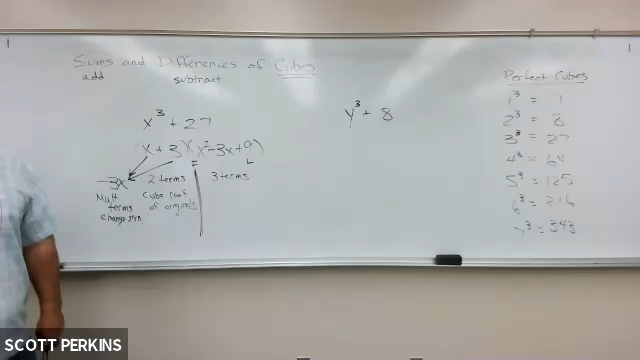 Sums and Differences of Cubes
add subtract
x³ + 27
(x + 3)(x² - 3x + 9)
-3x
2 terms
3 terms
Mult
terms
change sign
cube root
of originals
y³ + 8
Perfect Cubes
1³ = 1
2³ = 8
3³ = 27
4³ = 64
5³ = 125
6³ = 216
7³ = 343
SCOTT PERKINS